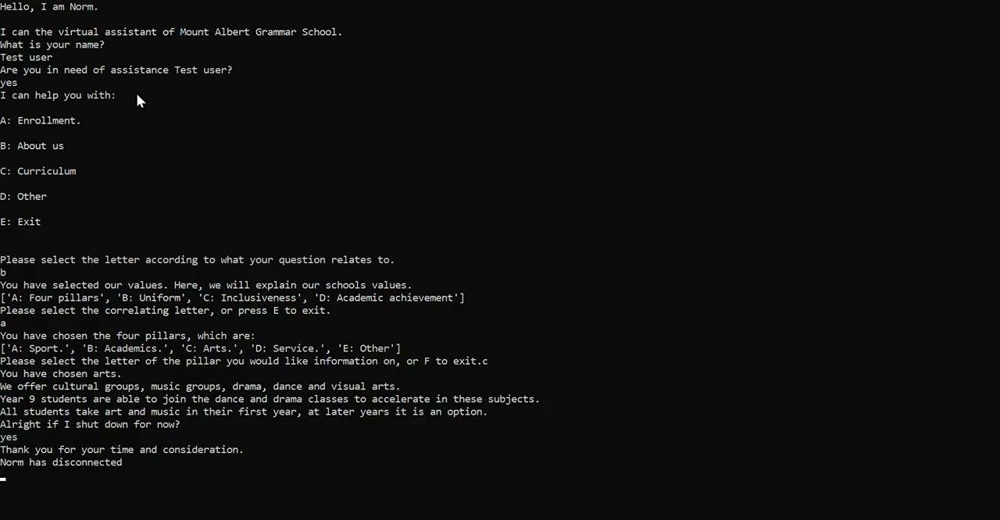 Hello, I am Norm.
I can the virtual assistant of Mount Albert Grammar School.
What is your name?
Test user
Are you in need of assistance Test user?
yes
I can help you with:
A: Enrollment.
B: About us
C: Curriculum
D: Other
E: Exit
Please select the letter according to what your question relates to.
b
You have selected our values. Here, we will explain our schools values.
['A: Four pillars', 'B: Uniform', 'C: Inclusiveness', 'D: Academic achievement']
Please select the correlating letter, or press E to exit.
a
You have chosen the four pillars, which are:
['A: Sport.', 'B: Academics.', 'C: Arts.', 'D: Service.', 'E: Other']
Please select the letter of the pillar you would like information on, or F to exit.c
You have chosen arts.
We offer cultural groups, music groups, drama, dance and visual arts.
Year 9 students are able to join the dance and drama classes to accelerate in these subjects.
All students take art and music in their first year, at later years it is an option.
Alright if I shut down for now?
yes
Thank you for your time and consideration.
Norm has disconnected